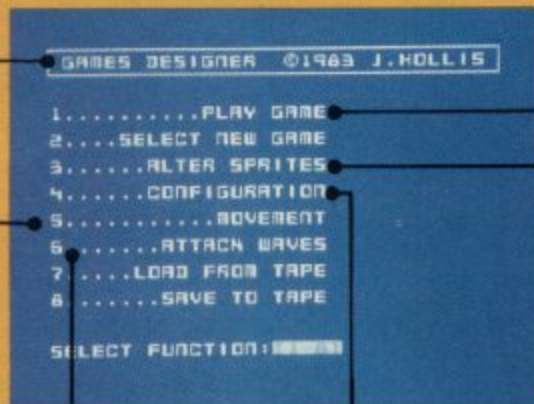 GAMES DESIGNER ©1983 J.HOLLIS
1..........PLAY GAME
2....SELECT NEW GAME
3......ALTER SPRITES
4......CONFIGURATION
5...........MOVEMENT
6.......ATTACK WAVES
7.....LOAD FROM TAPE
8.......SAVE TO TAPE
SELECT FUNCTION: